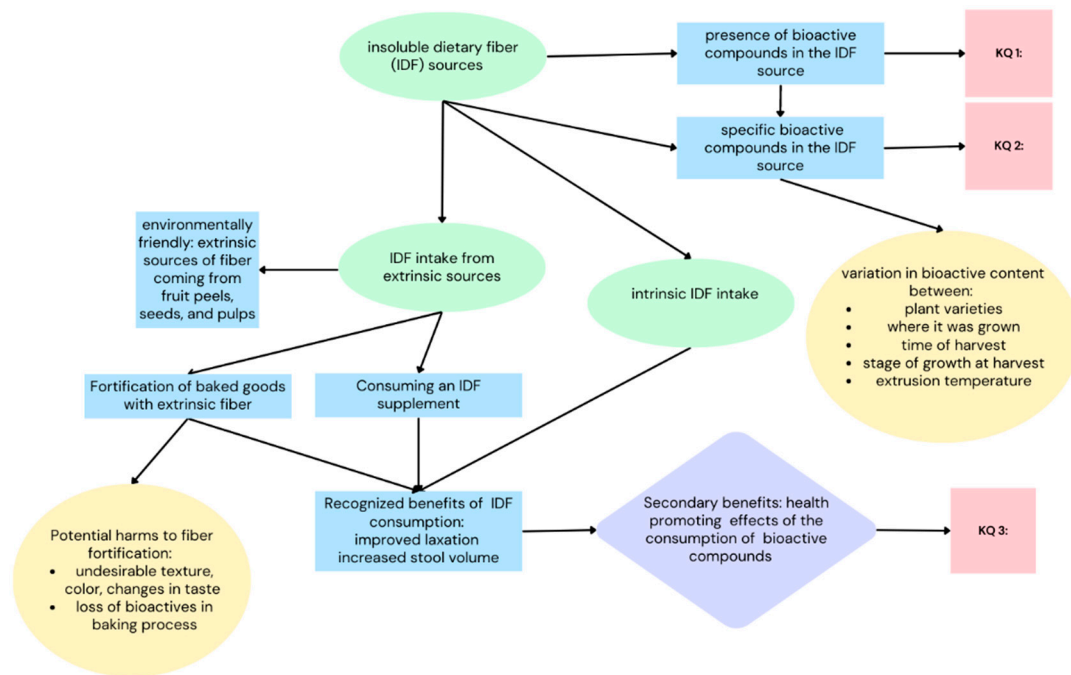 insoluble dietary fiber
(IDF) sources
presence of bioactive
compounds in the IDF
source
KQ 1:
specific bioactive
compounds in the IDF
source
KQ 2:
environmentally
friendly: extrinsic
sources of fiber
coming from
fruit peels,
seeds, and pulps
IDF intake from
extrinsic sources
intrinsic IDF intake
variation in bioactive content
between:
• plant varieties
• where it was grown
• time of harvest
• stage of growth at harvest
• extrusion temperature
Fortification of baked goods
with extrinsic fiber
Consuming an IDF
supplement
Potential harms to fiber
fortification:
• undesirable texture,
color, changes in taste
• loss of bioactives in
baking process
Recognized benefits of IDF
consumption:
improved laxation
increased stool volume
Secondary benefits: health
promoting effects of the
consumption of bioactive
compounds
KQ 3: